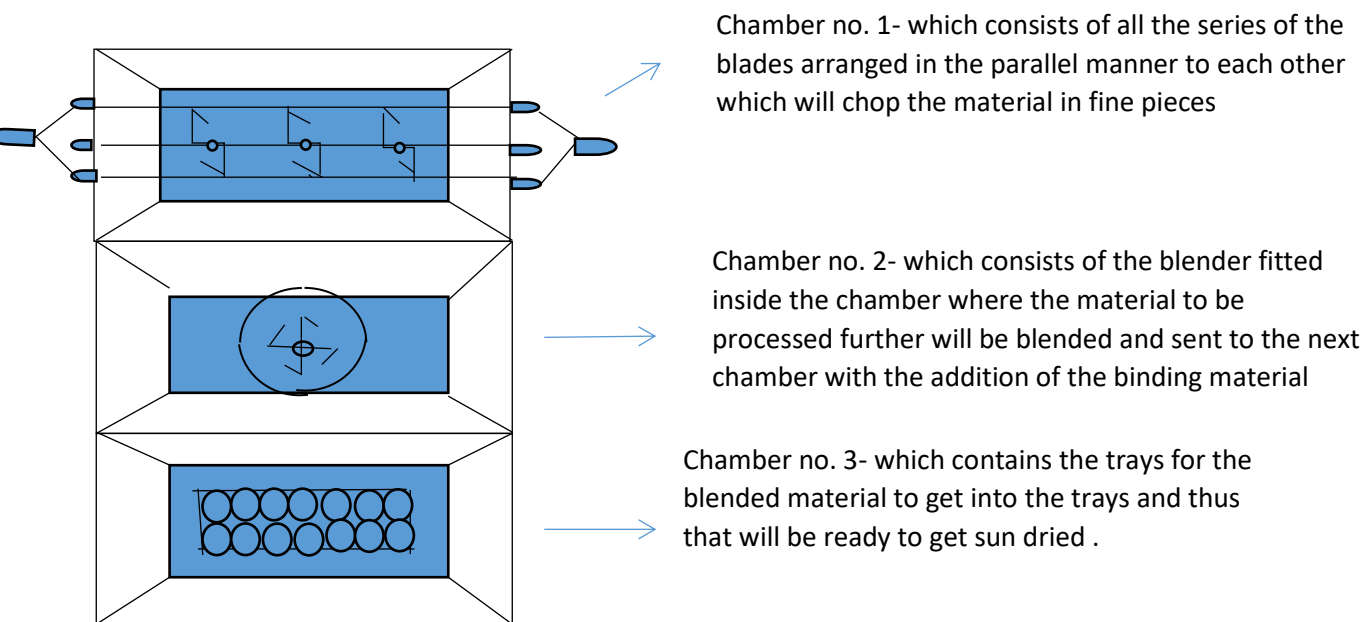 Chamber no. 1- which consists of all the series of the
blades arranged in the parallel manner to each other
which will chop the material in fine pieces
Chamber no. 2- which consists of the blender fitted
inside the chamber where the material to be
processed further will be blended and sent to the next
chamber with the addition of the binding material
Chamber no. 3- which contains the trays for the
blended material to get into the trays and thus
that will be ready to get sun dried .